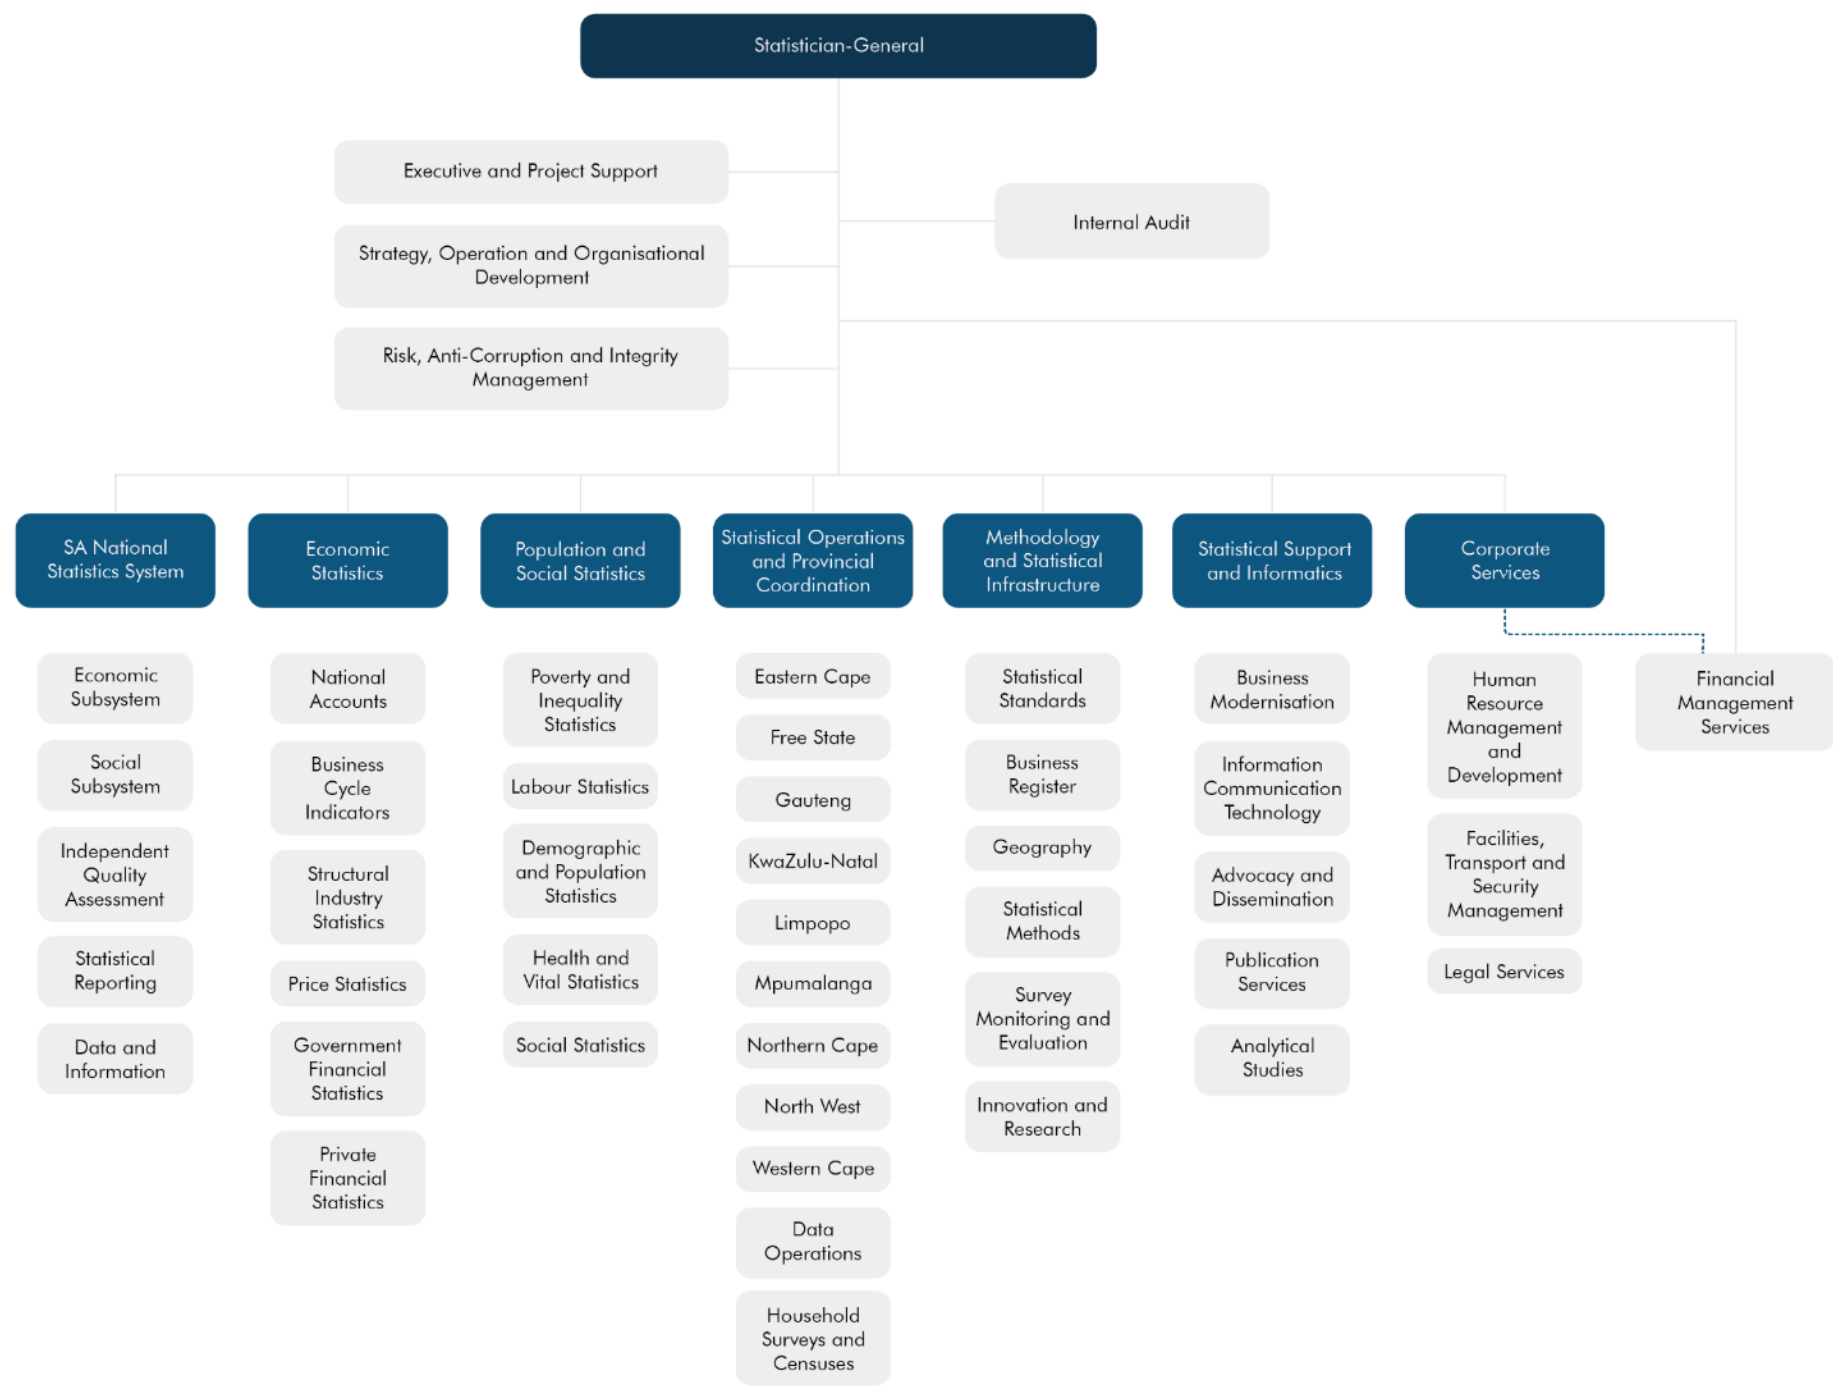 Statistician-General
Executive and Project Support
Internal Audit
Strategy, Operation and Organisational
Development
Risk, Anti-Corruption and Integrity
Management
SA National
Statistics System
Economic
Statistics
Population and
Social Statistics
Statistical Operations
and Provincial
Coordination
Methodology
and Statistical
Infrastructure
Statistical Support
and Informatics
Corporate
Services
Economic
Subsystem
Social
Subsystem
Independent
Quality
Assessment
Statistical
Reporting
Data and
Information
National
Accounts
Business
Cycle
Indicators
Structural
Industry
Statistics
Price Statistics
Government
Financial
Statistics
Private
Financial
Statistics
Poverty and
Inequality
Statistics
Labour Statistics
Demographic
and Population
Statistics
Health and
Vital Statistics
Social Statistics
Eastern Cape
Free State
Gauteng
KwaZulu-Natal
Limpopo
Mpumalanga
Northern Cape
North West
Western Cape
Data
Operations
Household
Surveys and
Censuses
Statistical
Standards
Business
Register
Geography
Statistical
Methods
Survey
Monitoring and
Evaluation
Innovation and
Research
Business
Modernisation
Information
Communication
Technology
Advocacy and
Dissemination
Publication
Services
Analytical
Studies
Human
Resource
Management
and
Development
Facilities,
Transport and
Security
Management
Legal Services
Financial
Management
Services